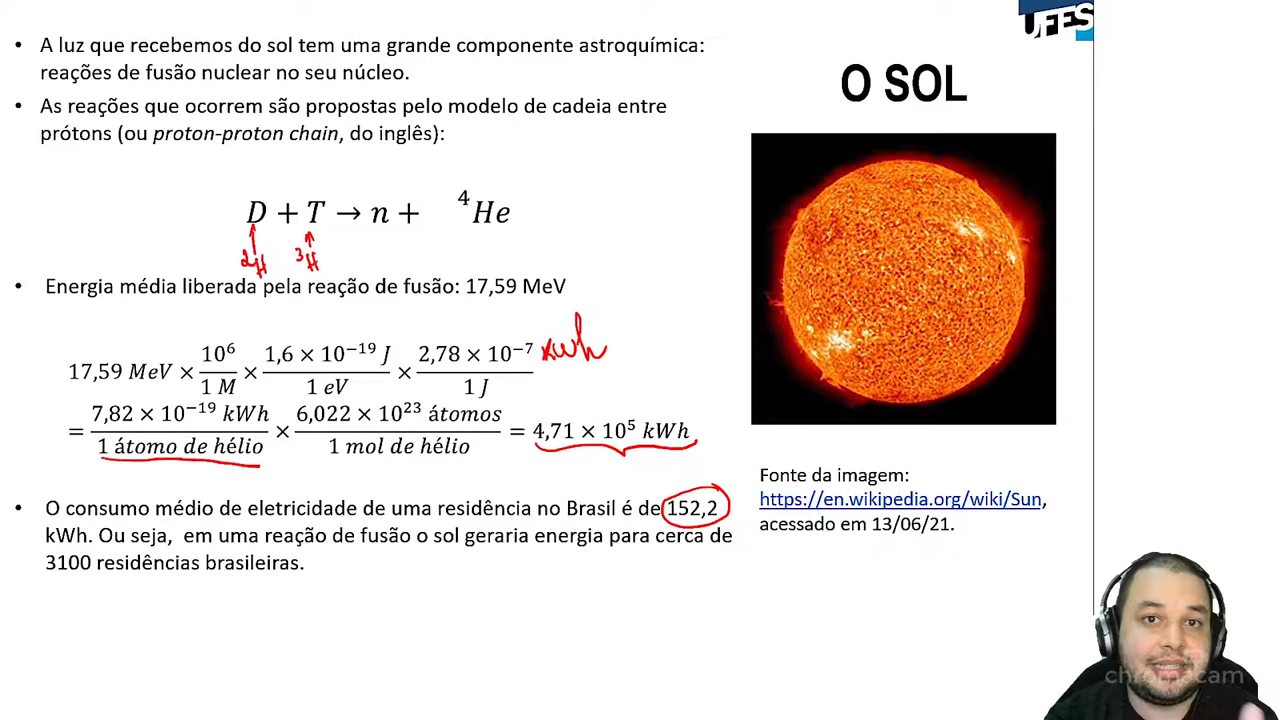 UFES
• A luz que recebemos do sol tem uma grande componente astroquímica:
reações de fusão nuclear no seu núcleo.
• As reações que ocorrem são propostas pelo modelo de cadeia entre
prótons (ou proton-proton chain, do inglês):
D + T → n + ⁴He
²H ³H
• Energia média liberada pela reação de fusão: 17,59 MeV
17,59 MeV × 10⁶/1 M × 1,6 × 10⁻¹⁹ J/1 eV × 2,78 × 10⁻⁷ kWh/1 J
= 7,82 × 10⁻¹⁹ kWh/1 átomo de hélio × 6,022 × 10²³ átomos/1 mol de hélio = 4,71 × 10⁵ kWh
• O consumo médio de eletricidade de uma residência no Brasil é de 152,2
kWh. Ou seja, em uma reação de fusão o sol geraria energia para cerca de
3100 residências brasileiras.
O SOL
Fonte da imagem:
https://en.wikipedia.org/wiki/Sun,
acessado em 13/06/21.
chromacam